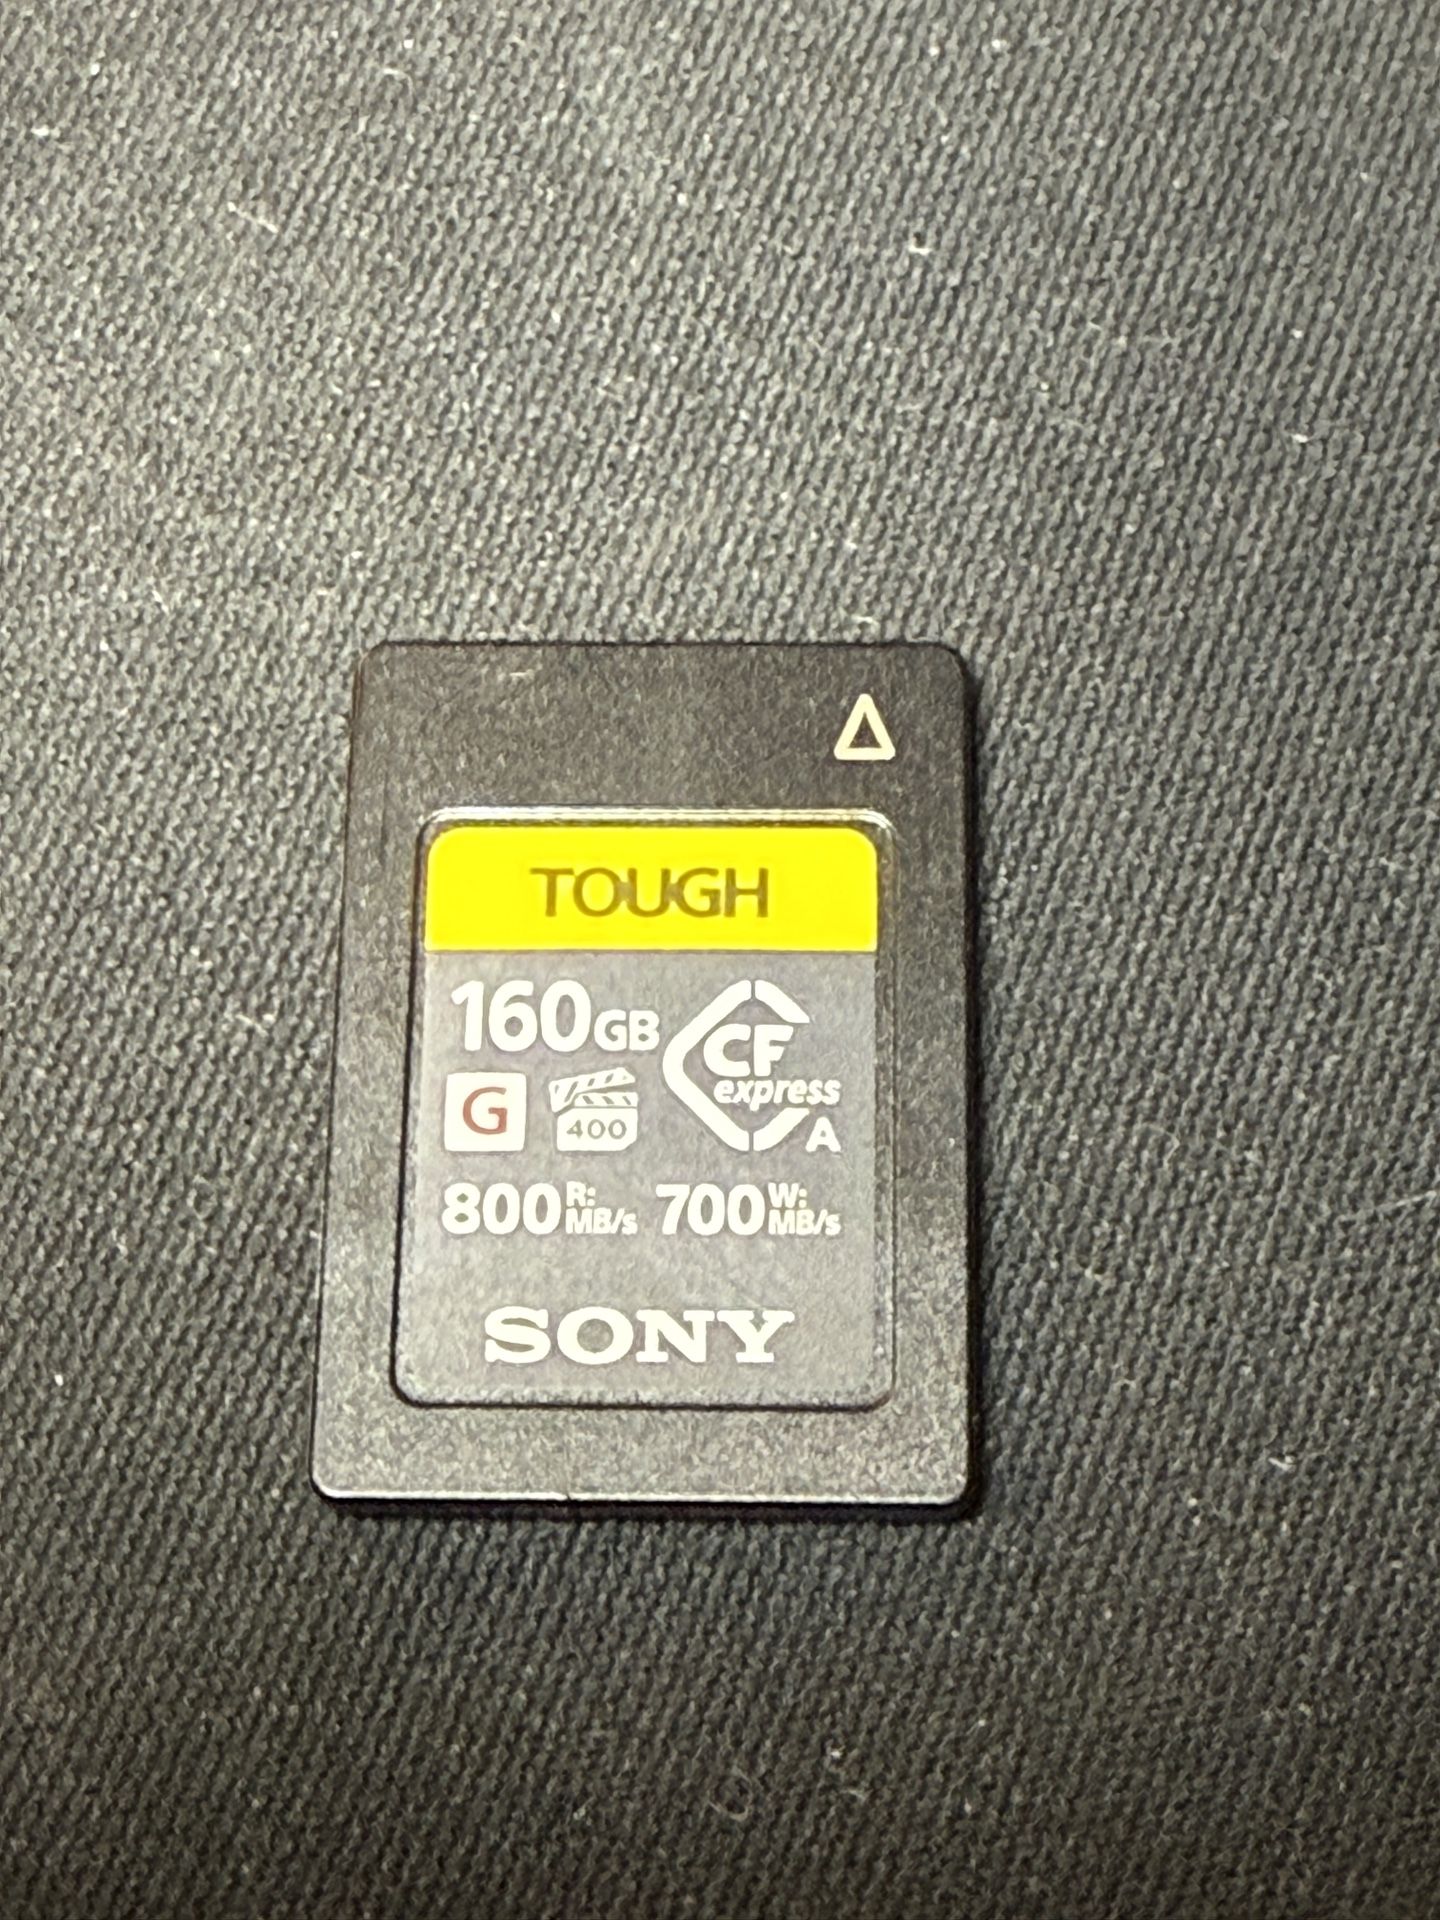 TOUGH
160GB
CF
express
A
G
400
800 R: MB/s 700 W: MB/s
SONY